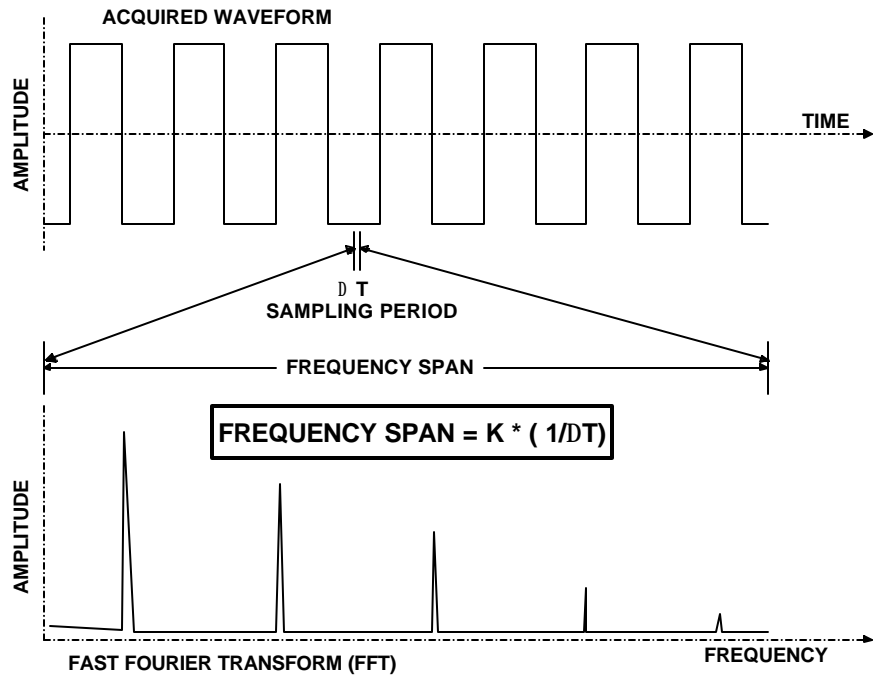 ACQUIRED WAVEFORM
AMPLITUDE
TIME
D T
SAMPLING PERIOD
FREQUENCY SPAN
FREQUENCY SPAN = K * ( 1/DT)
AMPLITUDE
FREQUENCY
FAST FOURIER TRANSFORM (FFT)